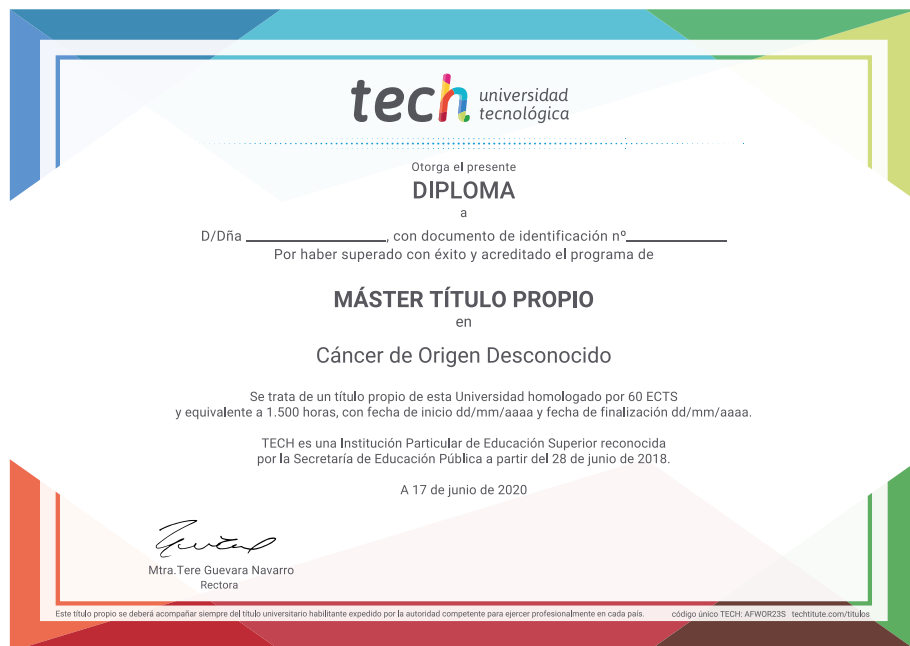 tech universidad
tecnológica
Otorga el presente
DIPLOMA
a
D/Dña ____________, con documento de identificación nº____________
Por haber superado con éxito y acreditado el programa de
MÁSTER TÍTULO PROPIO
en
Cáncer de Origen Desconocido
Se trata de un título propio de esta Universidad homologado por 60 ECTS
y equivalente a 1.500 horas, con fecha de inicio dd/mm/aaaa y fecha de finalización dd/mm/aaaa.
TECH es una Institución Particular de Educación Superior reconocida
por la Secretaría de Educación Pública a partir del 28 de junio de 2018.
A 17 de junio de 2020
Mtra.Tere Guevara Navarro
Rectora
Este título propio se deberá acompañar siempre del título universitario habilitante expedido por la autoridad competente para ejercer profesionalmente en cada país. código único TECH: AFWOR23S techtitute.com/titulos